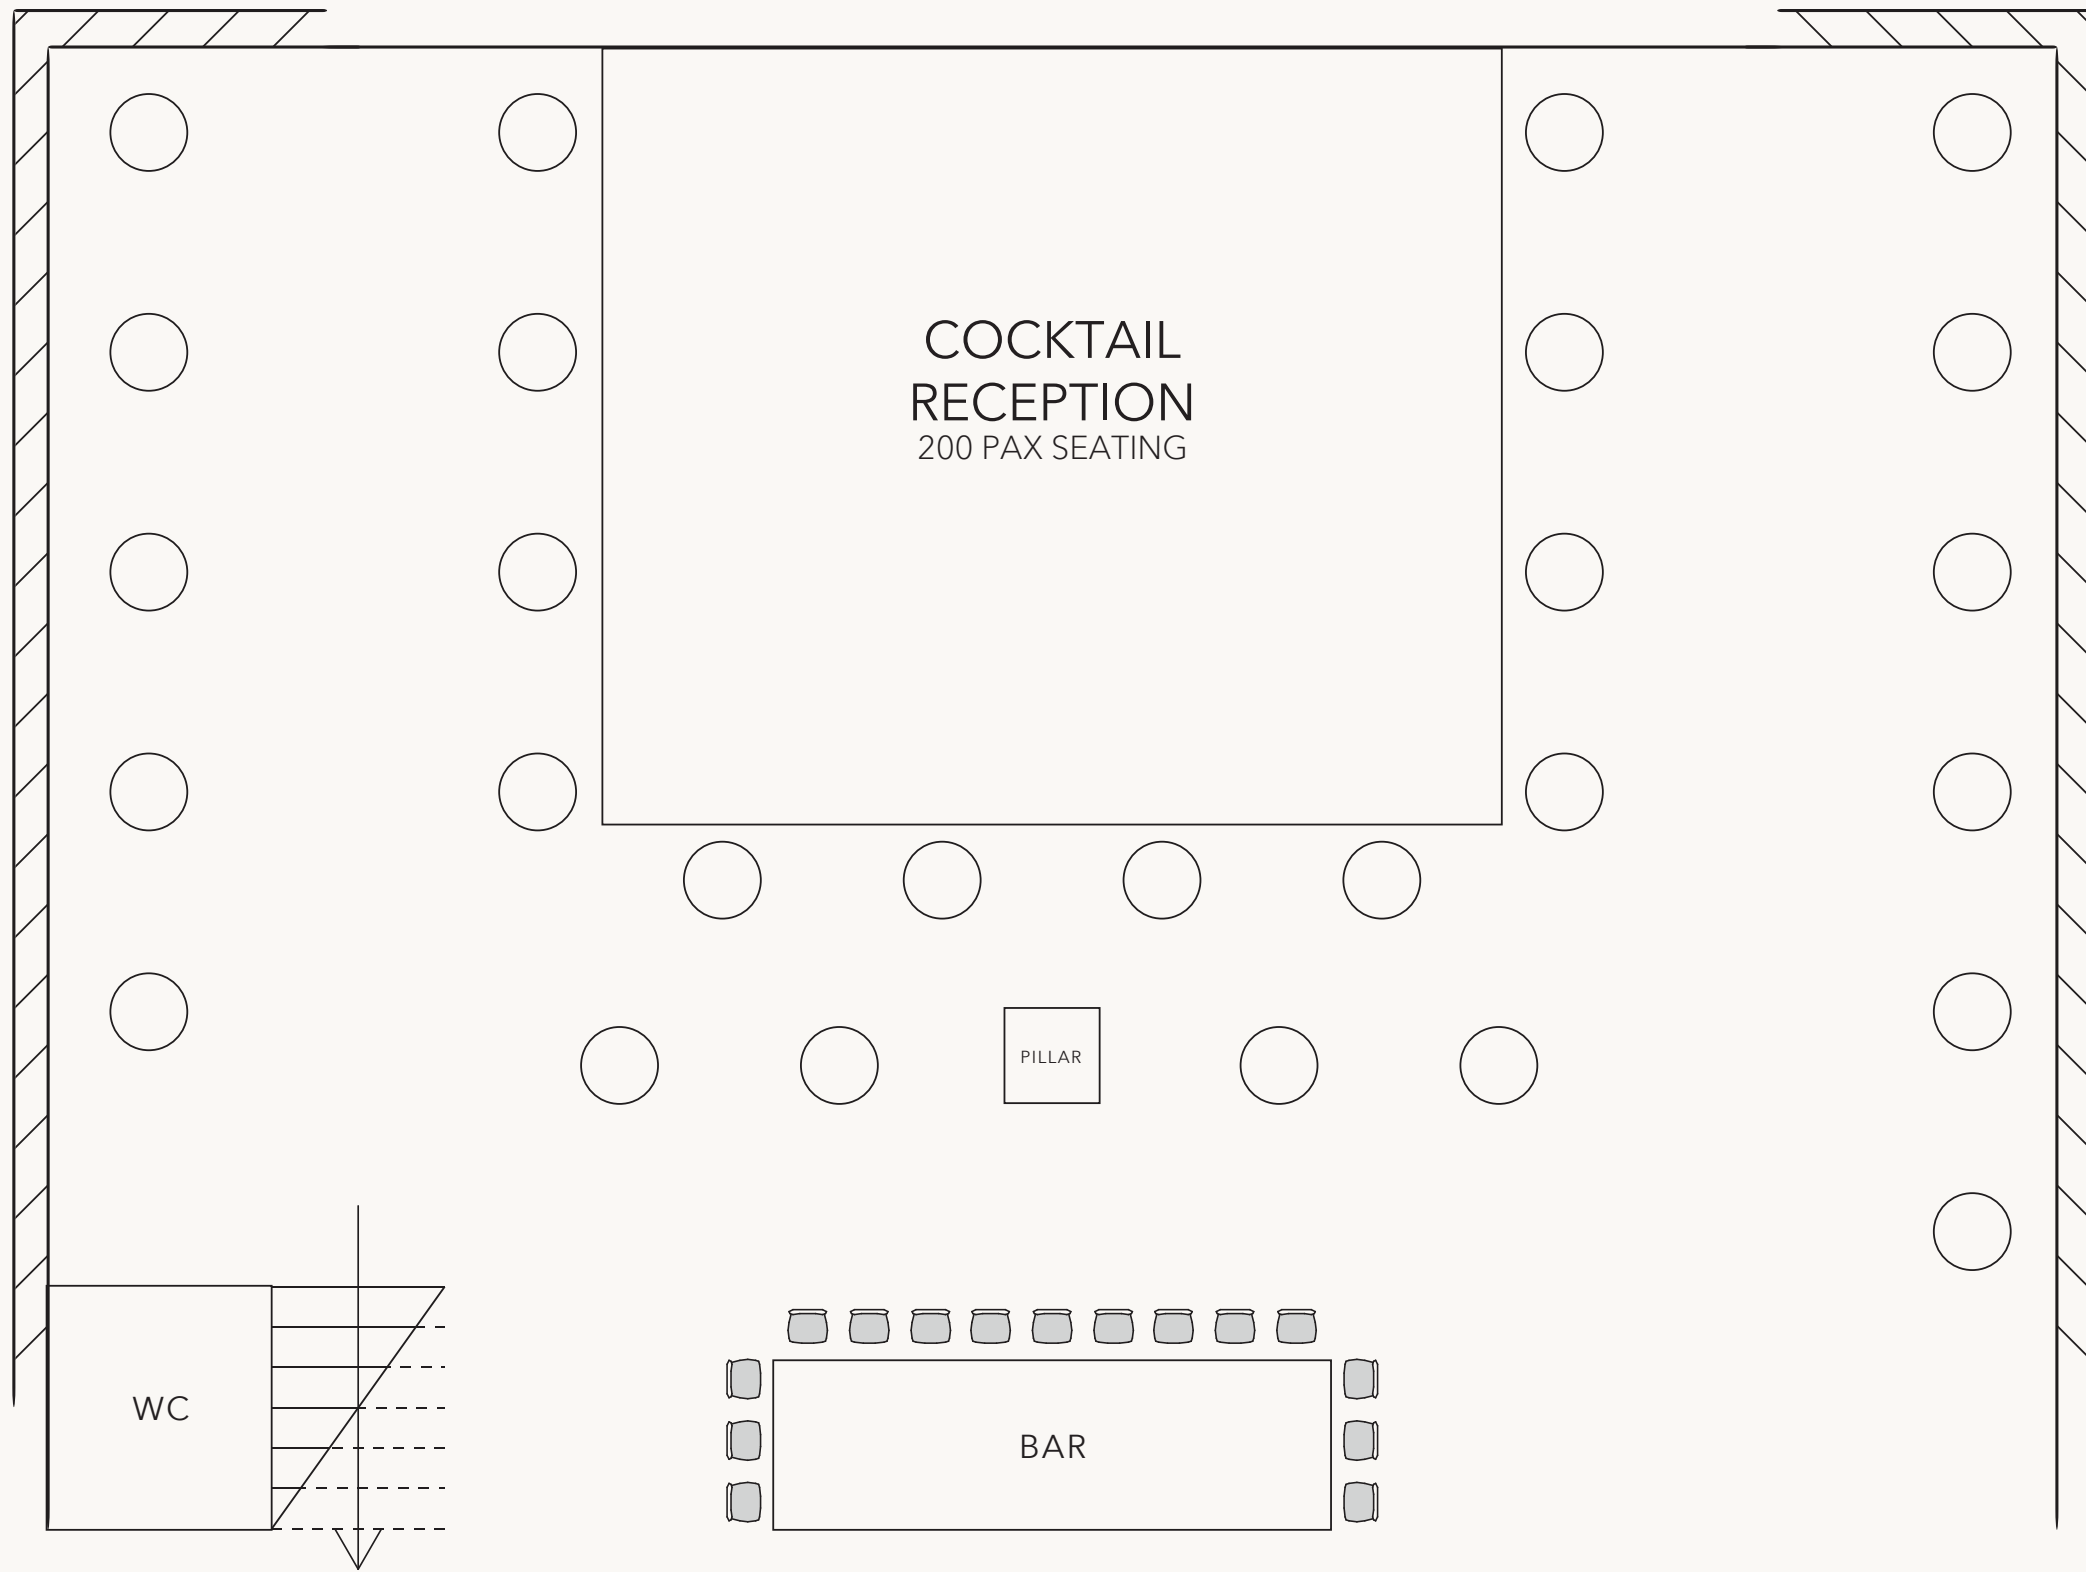 COCKTAIL
RECEPTION
200 PAX SEATING
PILLAR
WC
BAR